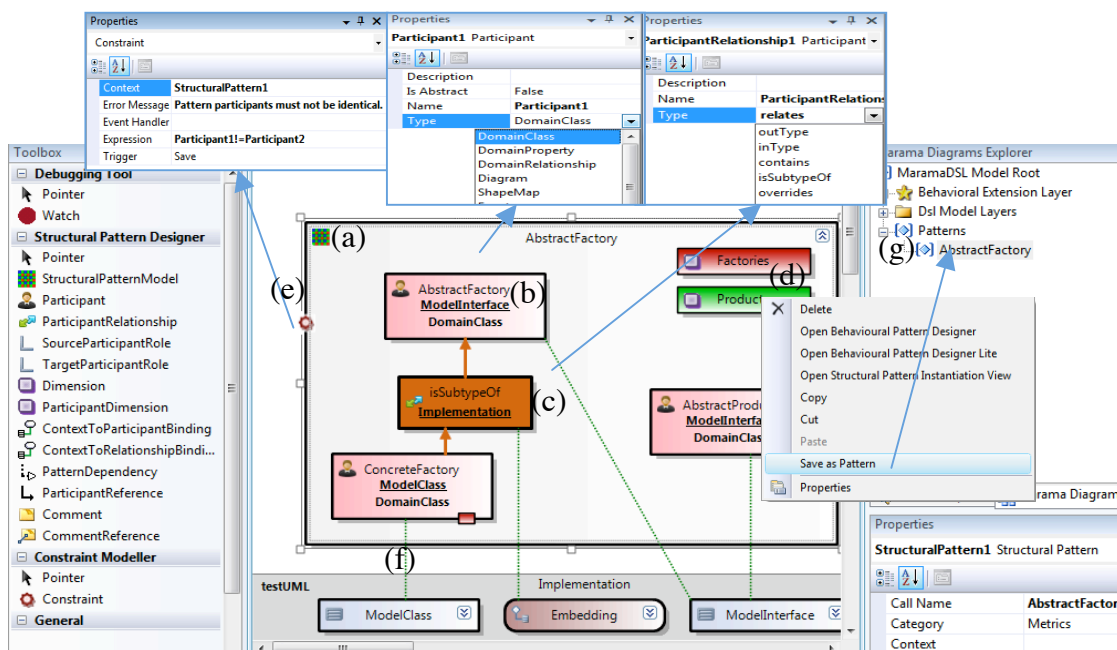 Properties
Constraint
Context StructuralPattern1
Error Message Pattern participants must not be identical.
Event Handler
Expression Participant1!=Participant2
Trigger Save
Properties
Participant1 Participant
Description
Is Abstract False
Name Participant1
Type DomainClass
DomainClass
DomainProperty
DomainRelationship
Diagram
ShapeMap
Properties
ParticipantRelationship1 Participant
Description
Name ParticipantRelations
Type relates
outType
inType
contains
isSubtypeOf
overrides
Toolbox
Debugging Tool
Pointer
Watch
Structural Pattern Designer
Pointer
StructuralPatternModel
Participant
ParticipantRelationship
SourceParticipantRole
TargetParticipantRole
Dimension
ParticipantDimension
ContextToParticipantBinding
ContextToRelationshipBindi...
PatternDependency
ParticipantReference
Comment
CommentReference
Constraint Modeller
Pointer
Constraint
General
(a)
AbstractFactory
(e)
AbstractFactory
ModelInterface
DomainClass
(b)
isSubtypeOf
Implementation
(c)
ConcreteFactory
ModelClass
DomainClass
(f)
Factories
(d)
Product
AbstractProdu
ModelInterfa
DomainClas
Delete
Open Behavioural Pattern Designer
Open Behavioural Pattern Designer Lite
Open Structural Pattern Instantiation View
Copy
Cut
Paste
Save as Pattern
Properties
testUML
Implementation
ModelClass
Embedding
ModelInterface
arama Diagrams Explorer
MaramaDSL Model Root
Behavioral Extension Layer
Dsl Model Layers
Patterns
(g)
AbstractFactory
arama Diagram
Properties
StructuralPattern1 Structural Pattern
Call Name AbstractFactor
Category Metrics
Context